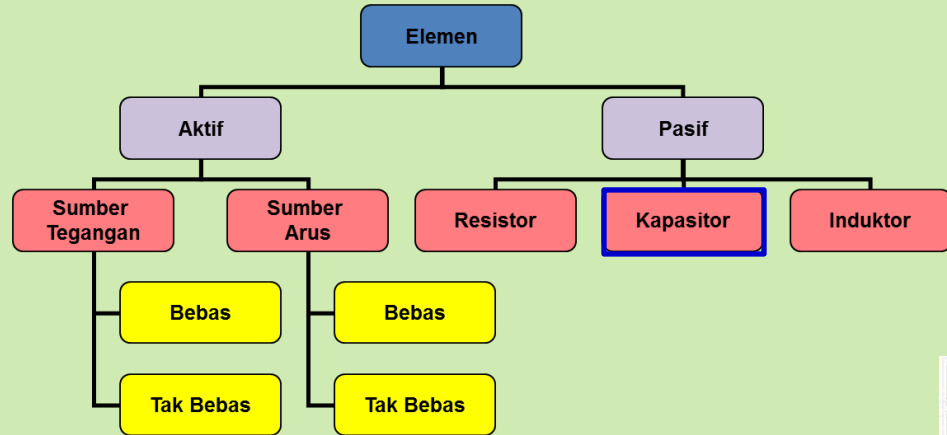 Elemen
Aktif
Pasif
Sumber
Tegangan
Sumber
Arus
Resistor
Kapasitor
Induktor
Bebas
Bebas
Tak Bebas
Tak Bebas